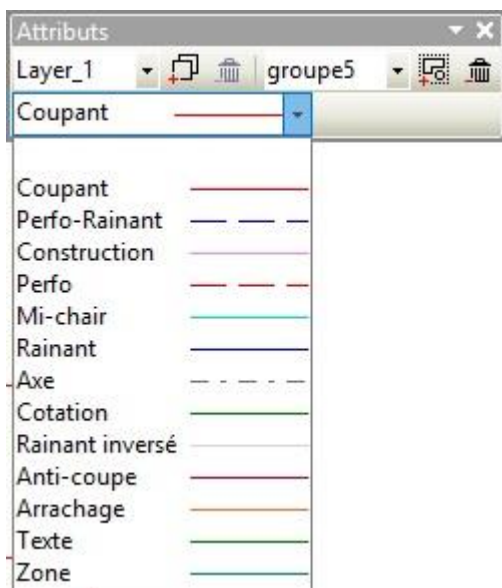 Attributs
Layer_1 groupe5
Coupant
Coupant
Perfo-Rainant
Construction
Perfo
Mi-chair
Rainant
Axe
Cotation
Rainant inversé
Anti-coupe
Arrachage
Texte
Zone